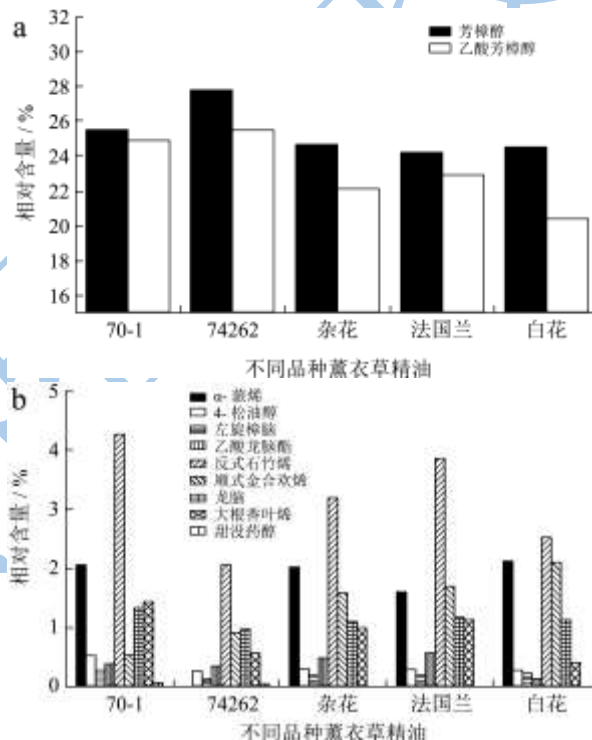 a
32
30
28
26
24
22
20
18
16
相对含量 / %
芳樟醇
乙酸芳樟醇
70-1 74262 杂花 法国兰 白花
不同品种薰衣草精油
b
5
4
3
2
1
0
相对含量 / %
α- 蒎烯
4- 松油醇
左旋樟脑
乙酸龙脑酯
反式石竹烯
顺式金合欢烯
龙脑
大根香叶烯
甜没药醇
70-1 74262 杂花 法国兰 白花
不同品种薰衣草精油